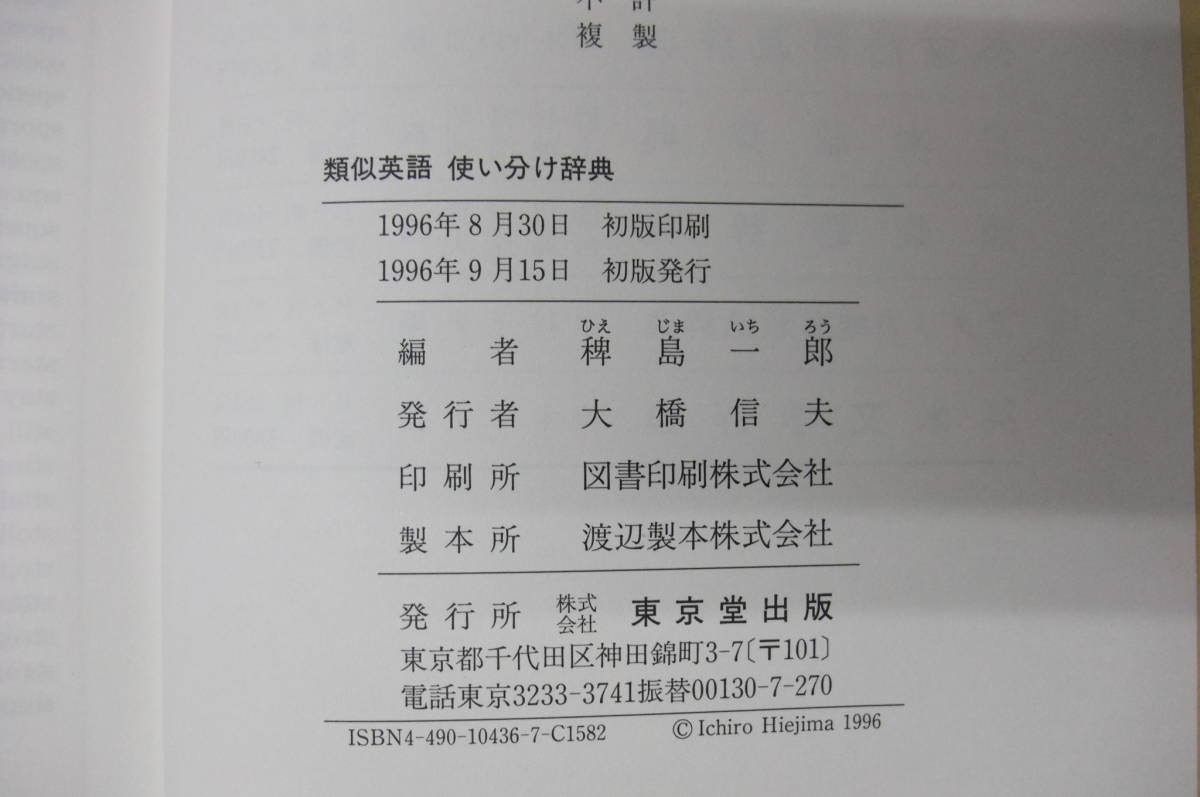 不許
複製
類似英語 使い分け辞典
1996年8月30日 初版印刷
1996年9月15日 初版発行
ひえ じま いち ろう
編者 稗島一郎
発行者 大橋信夫
印刷所 図書印刷株式会社
製本所 渡辺製本株式会社
発行所 株式会社 東京堂出版
東京都千代田区神田錦町3-7〔〒101〕
電話東京3233-3741振替00130-7-270
ISBN4-490-10436-7-C1582 © Ichiro Hiejima 1996